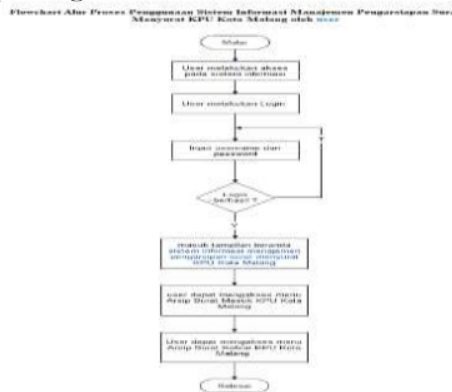 Flowchart Alur Proses Penggunaan Sistem Informasi Manajemen Pengarsipan Surat
Menyurat KPU Kota Malang oleh user
Mulai
User melakukan akses
pada sistem informasi
User melakukan Login
Input username dan
password
Login
berhasil ?
Y
masuk tampilan beranda
sistem informasi manajemen
pengarsipan surat menyurat
KPU Kota Malang
user dapat mengakses menu
Arsip Surat Masuk KPU Kota
Malang
User dapat mengakses menu
Arsip Surat Keluar KPU Kota
Malang
Selesai